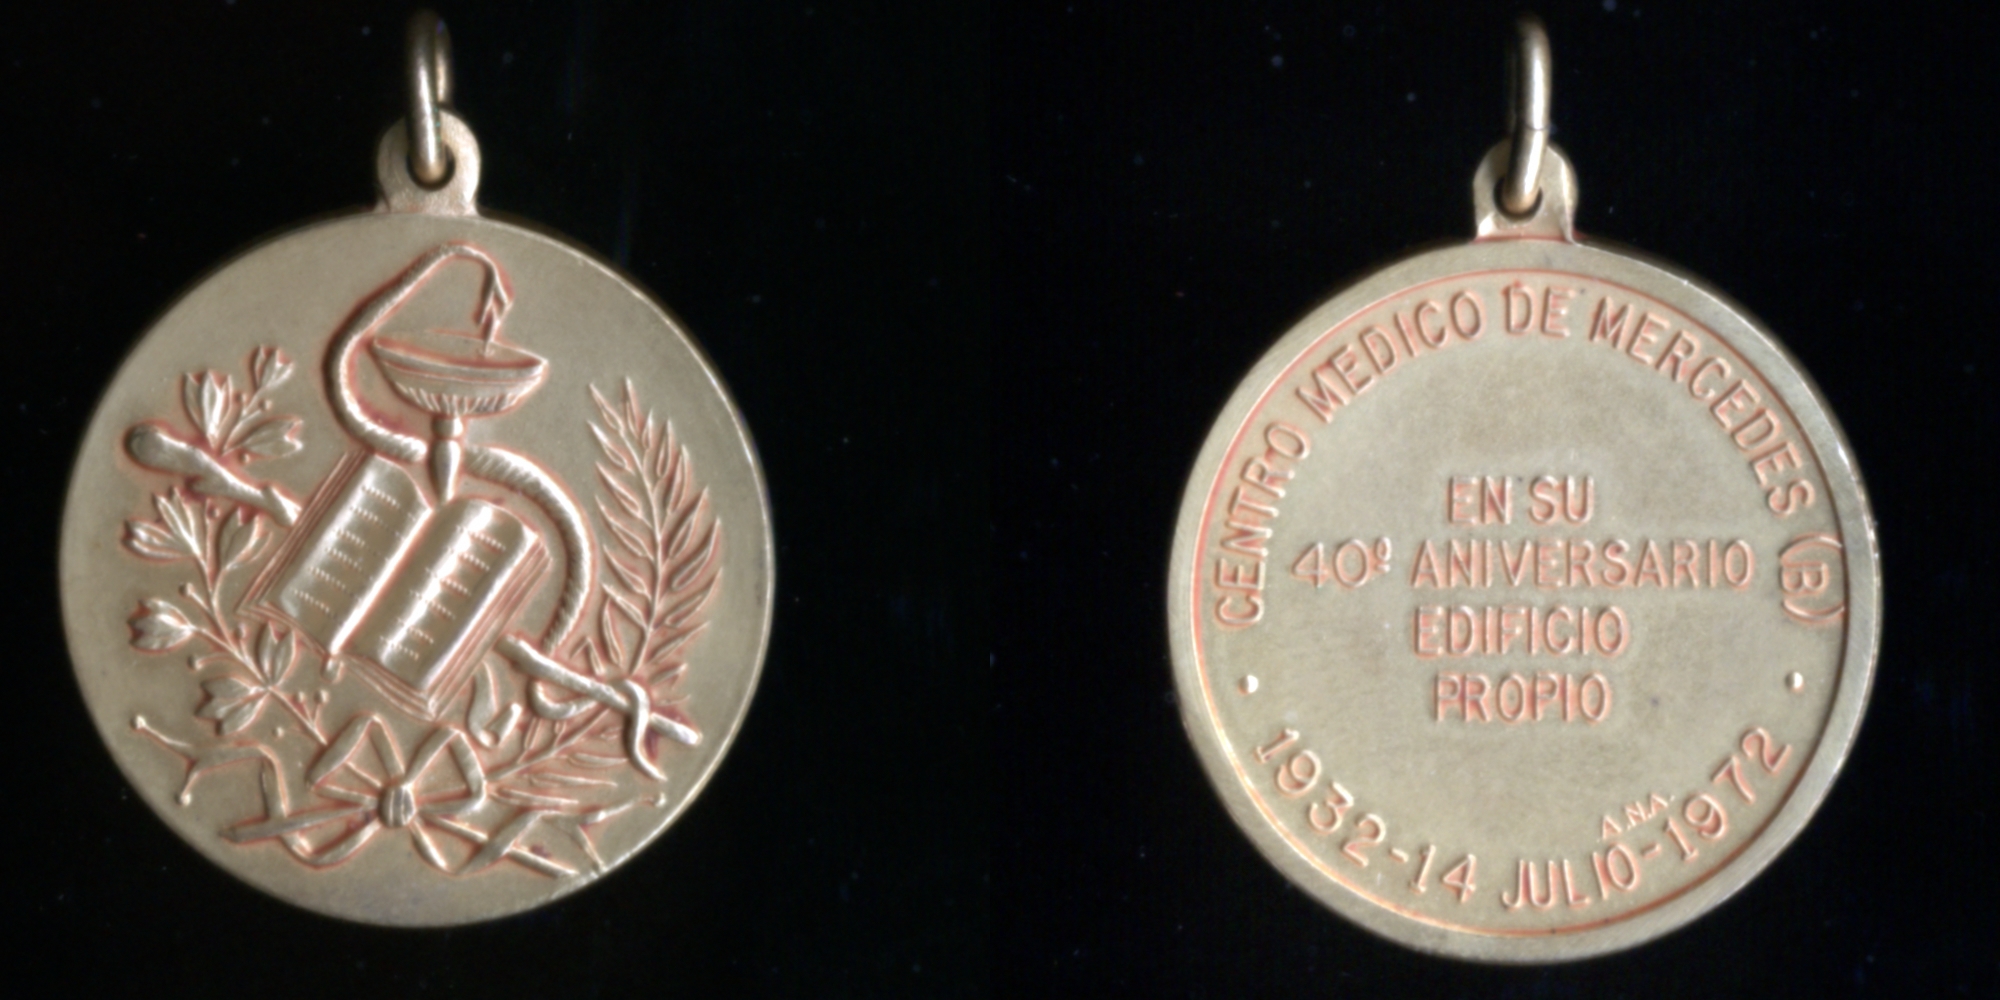 CENTRO MEDICO DE MERCEDES (B)
EN SU
40º ANIVERSARIO
EDIFICIO
PROPIO
A.N.A.
1932-14 JULIO-1972